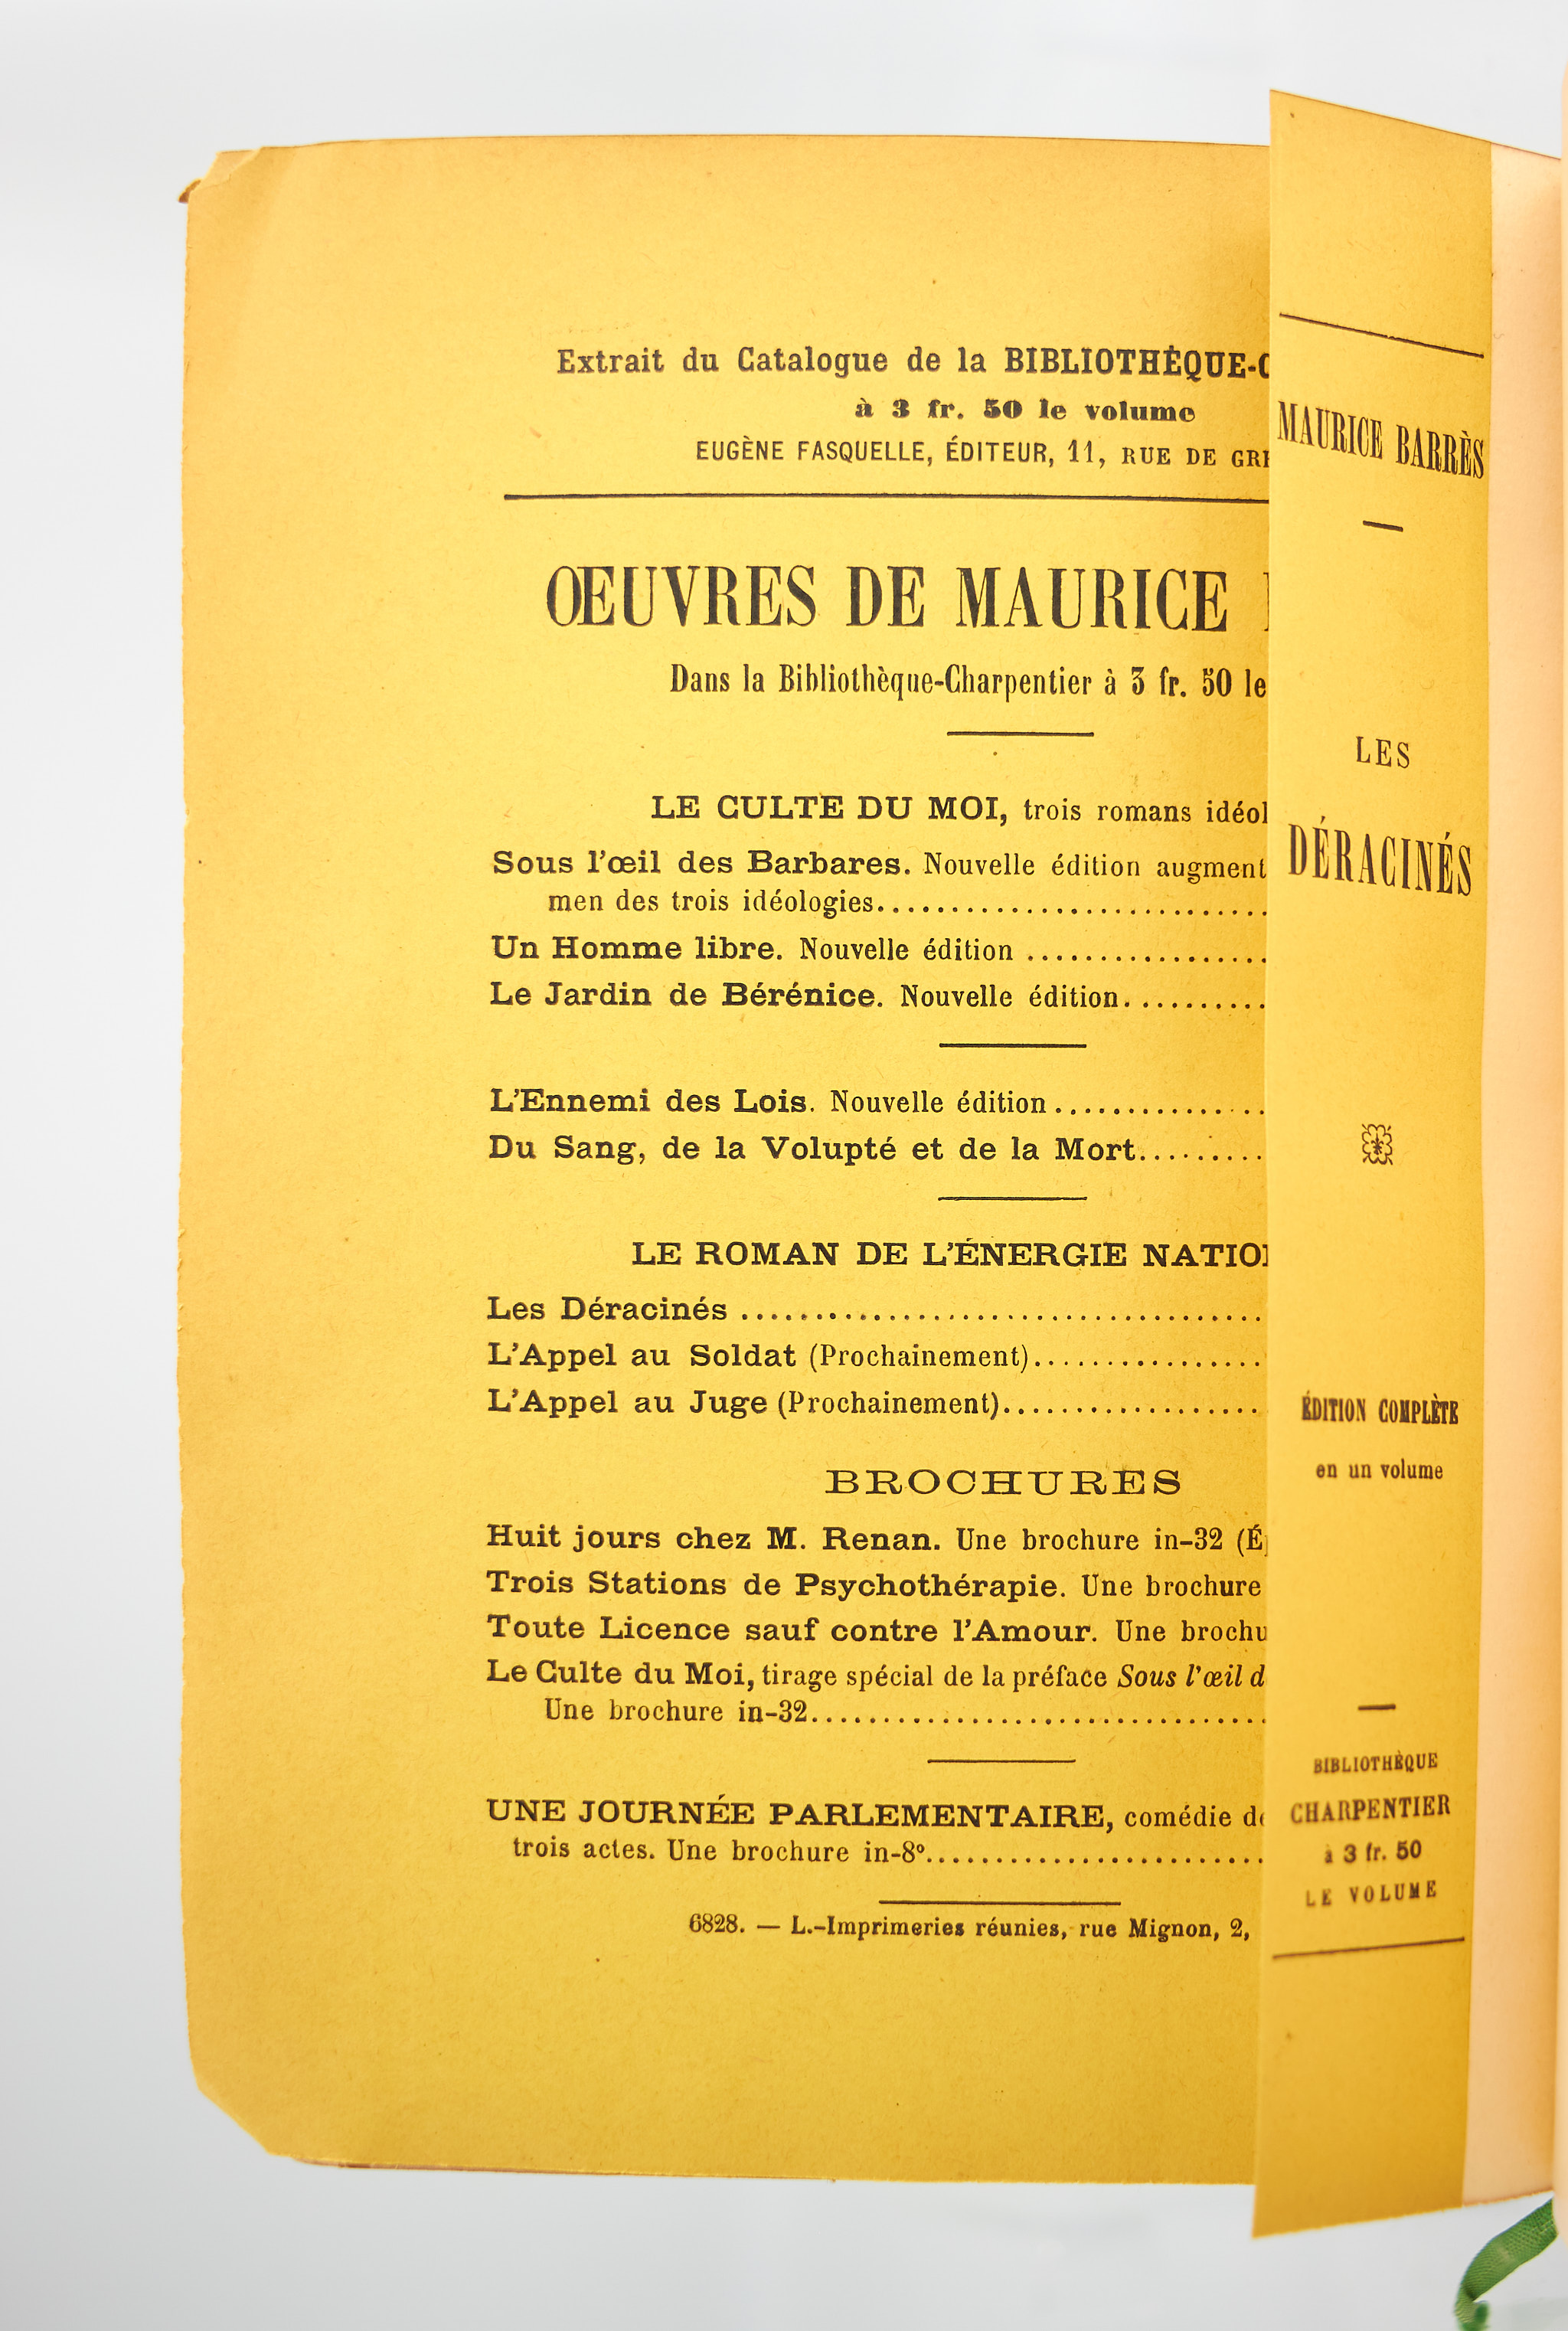 Extrait du Catalogue de la BIBLIOTHÈQUE-C
à 3 fr. 50 le volume
EUGÈNE FASQUELLE, ÉDITEUR, 11, RUE DE GRE
ŒUVRES DE MAURICE
Dans la Bibliothèque-Charpentier à 3 fr. 50 le
LE CULTE DU MOI, trois romans idéol
Sous l'œil des Barbares. Nouvelle édition augment
men des trois idéologies.
Un Homme libre. Nouvelle édition
Le Jardin de Bérénice. Nouvelle édition.
L'Ennemi des Lois. Nouvelle édition
Du Sang, de la Volupté et de la Mort.
LE ROMAN DE L'ÉNERGIE NATIO
Les Déracinés
L'Appel au Soldat (Prochainement)
L'Appel au Juge (Prochainement)
BROCHURES
Huit jours chez M. Renan. Une brochure in-32 (É
Trois Stations de Psychothérapie. Une brochure
Toute Licence sauf contre l'Amour. Une brochu
Le Culte du Moi, tirage spécial de la préface Sous l'œil d
Une brochure in-32.
UNE JOURNÉE PARLEMENTAIRE, comédie de
trois actes. Une brochure in-8º.
6828. — L.-Imprimeries réunies, rue Mignon, 2,
MAURICE BARRÈS
LES
DÉRACINÉS
ÉDITION COMPLÈTE
en un volume
BIBLIOTHÈQUE
CHARPENTIER
à 3 fr. 50
LE VOLUME